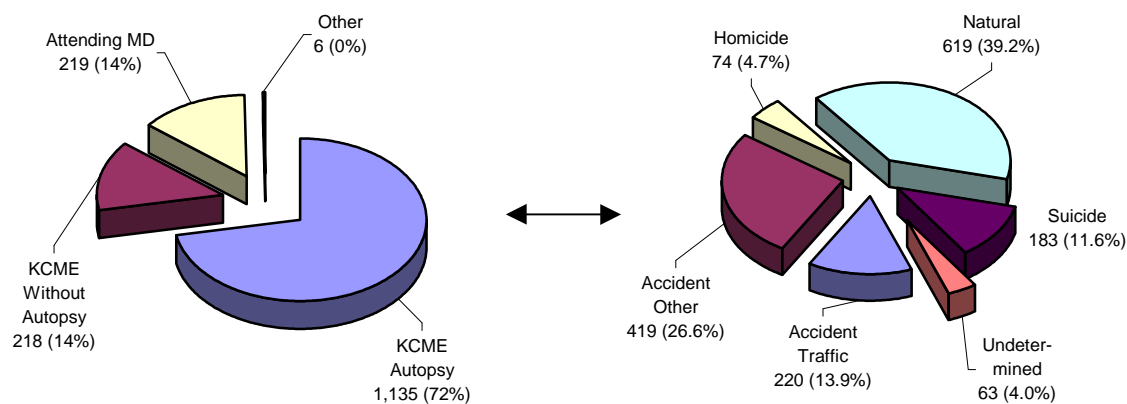 Other
6 (0%)
Attending MD
219 (14%)
KCME
Without
Autopsy
218 (14%)
KCME
Autopsy
1,135 (72%)
Homicide
74 (4.7%)
Natural
619 (39.2%)
Suicide
183 (11.6%)
Accident
Other
419 (26.6%)
Accident
Traffic
220 (13.9%)
Undeter-
mined
63 (4.0%)